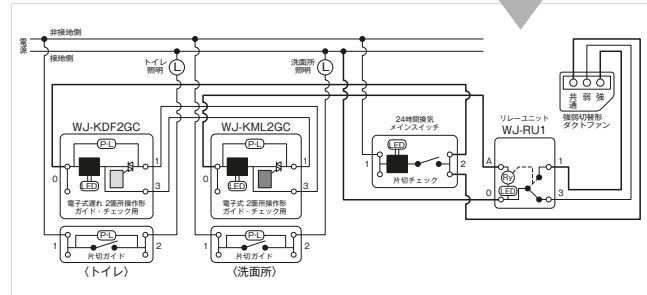 電源
非接地側
接地側
トイレ
照明
L
洗面所
照明
L
共通 弱 強
強弱切替形
ダクトファン
WJ-KDF2GC
P·L
0
1
3
LED
電子式遅れ 2箇所操作形
ガイド・チェック用
WJ-KML2GC
P·L
0
1
3
LED
電子式 2箇所操作形
ガイド・チェック用
24時間換気
メインスイッチ
LED
1
2
片切チェック
リレーユニット
WJ-RU1
A
Ry
LED
0
1
3
P·L
1
2
片切ガイド
〈トイレ〉
P·L
1
2
片切ガイド
〈洗面所〉